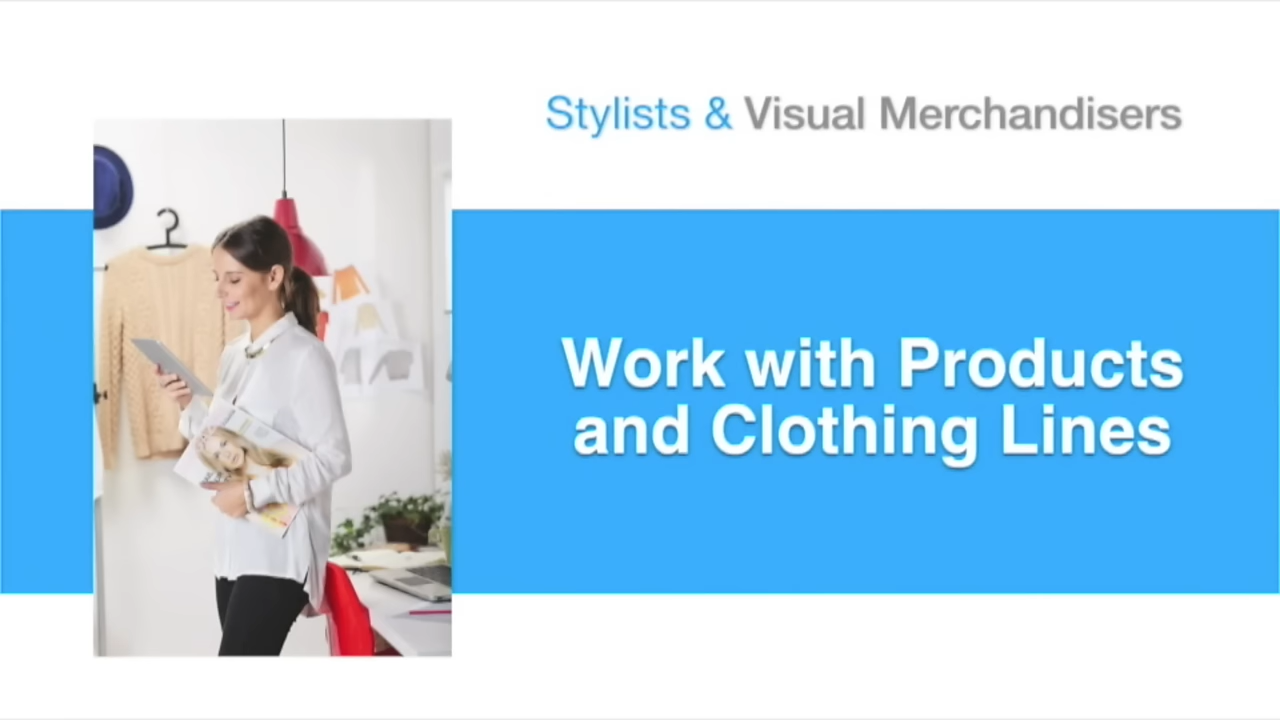 Stylists & Visual Merchandisers
Work with Products
and Clothing Lines